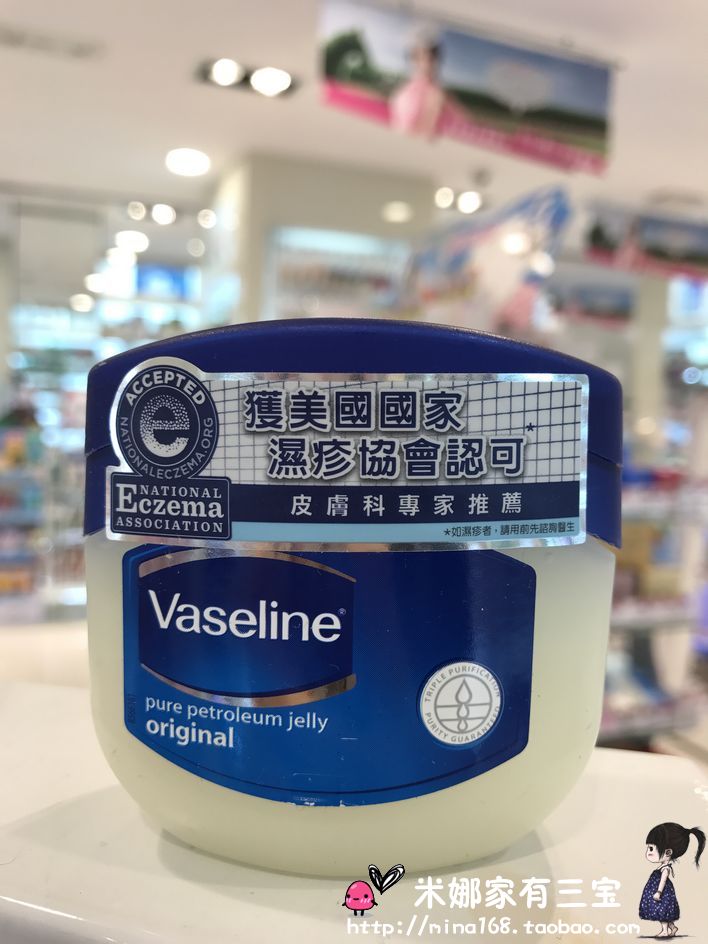 ACCEPTED
NATIONALECZEMA.ORG
e
NATIONAL
Eczema
ASSOCIATION
獲美國國家
濕疹協會認可*
皮膚科專家推薦
*如濕疹者，請用前先諮詢醫生
Vaseline®
pure petroleum jelly
original
TRIPLE PURIFICATION
PURITY GUARANTEED
米娜家有三宝
http://nina168.taobao.com